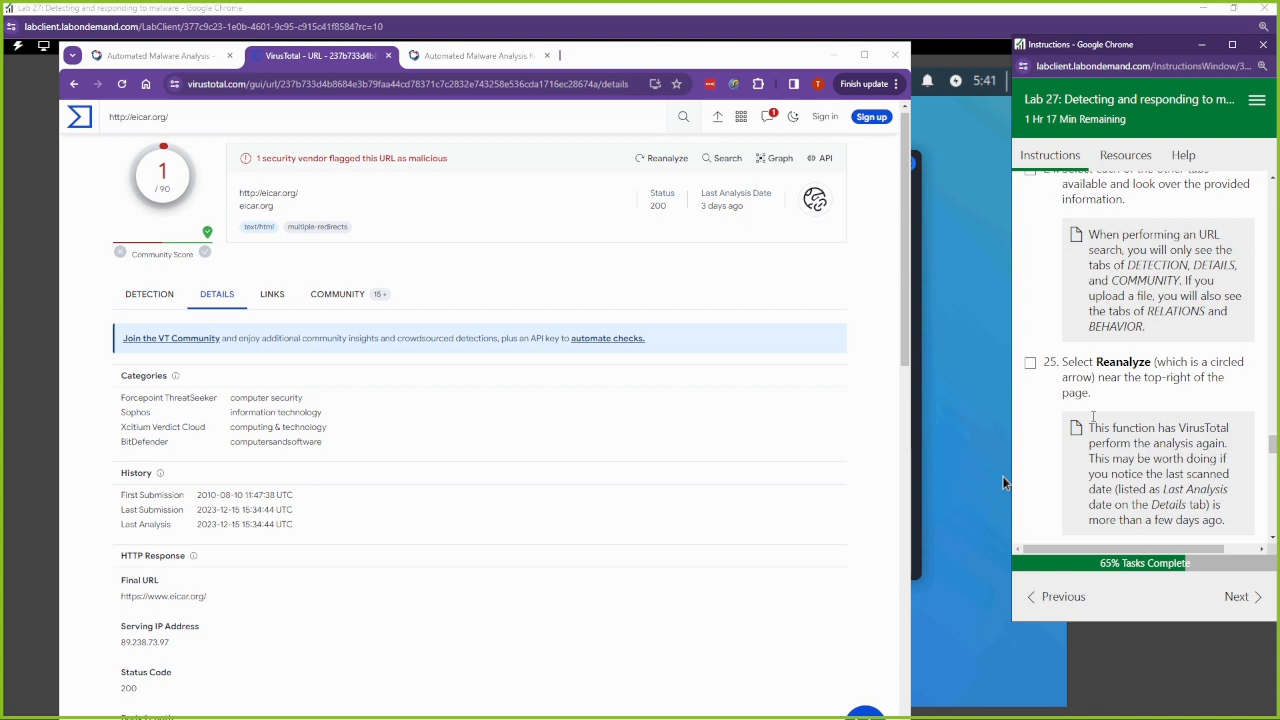 Lab 27: Detecting and responding to malware - Google Chrome
labclient.labondemand.com/LabClient/377c9c23-1e0b-4601-9c95-c915c41f8584?rc=10
Automated Malware Analysis -
VirusTotal - URL - 237b733d4b8
Automated Malware Analysis R
virustotal.com/gui/url/237b733d4b8684e3b79faa44cd78371c7c2832e743258e536cda1716ec28674a/details
Finish update
T
http://eicar.org/
1
Sign in
Sign up
1
/ 90
Community Score
1 security vendor flagged this URL as malicious
Reanalyze
Search
Graph
API
http://eicar.org/
eicar.org
text/html
multiple-redirects
Status
200
Last Analysis Date
3 days ago
DETECTION
DETAILS
LINKS
COMMUNITY 15+
Join the VT Community and enjoy additional community insights and crowdsourced detections, plus an API key to automate checks.
Categories
Forcepoint ThreatSeeker computer security
Sophos information technology
Xcitium Verdict Cloud computing & technology
BitDefender computersandsoftware
History
First Submission 2010-08-10 11:47:38 UTC
Last Submission 2023-12-15 15:34:44 UTC
Last Analysis 2023-12-15 15:34:44 UTC
HTTP Response
Final URL
https://www.eicar.org/
Serving IP Address
89.238.73.97
Status Code
200
5:41
Instructions - Google Chrome
labclient.labondemand.com/InstructionsWindow/3...
Lab 27: Detecting and responding to m...
1 Hr 17 Min Remaining
Instructions
Resources
Help
24. Select each of the other tabs
available and look over the provided
information.
When performing an URL
search, you will only see the
tabs of DETECTION, DETAILS,
and COMMUNITY. If you
upload a file, you will also see
the tabs of RELATIONS and
BEHAVIOR.
25. Select Reanalyze (which is a circled
arrow) near the top-right of the
page.
This function has VirusTotal
perform the analysis again.
This may be worth doing if
you notice the last scanned
date (listed as Last Analysis
date on the Details tab) is
more than a few days ago.
65% Tasks Complete
Previous
Next